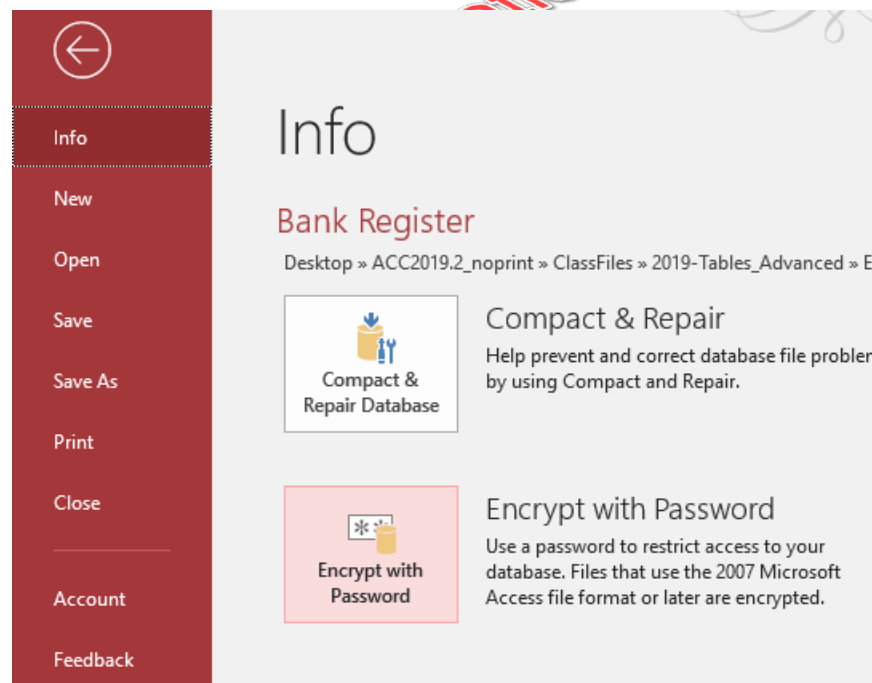 Info
New
Open
Save
Save As
Print
Close
Account
Feedback
Info
Bank Register
Desktop » ACC2019.2_noprint » ClassFiles » 2019-Tables_Advanced » E
Compact &
Repair Database
Compact & Repair
Help prevent and correct database file problem
by using Compact and Repair.
Encrypt with
Password
Encrypt with Password
Use a password to restrict access to your
database. Files that use the 2007 Microsoft
Access file format or later are encrypted.